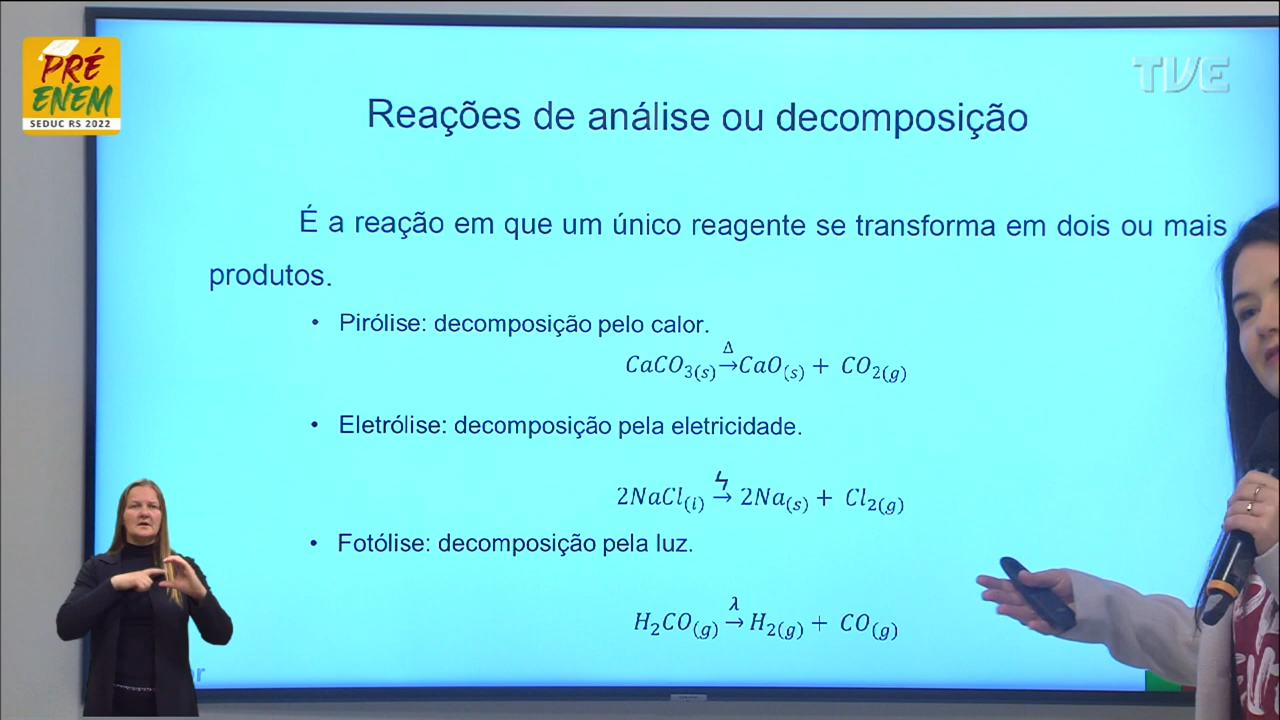 PRÉ
ENEM
SEDUC RS 2022
TVE
Reações de análise ou decomposição
É a reação em que um único reagente se transforma em dois ou mais
produtos.
• Pirólise: decomposição pelo calor.
Δ
CaCO₃₍ₛ₎→CaO₍ₛ₎ + CO₂(g)
• Eletrólise: decomposição pela eletricidade.
ϟ
2NaCl(l) → 2Na(s) + Cl₂(g)
• Fotólise: decomposição pela luz.
λ
H₂CO(g) → H₂(g) + CO(g)